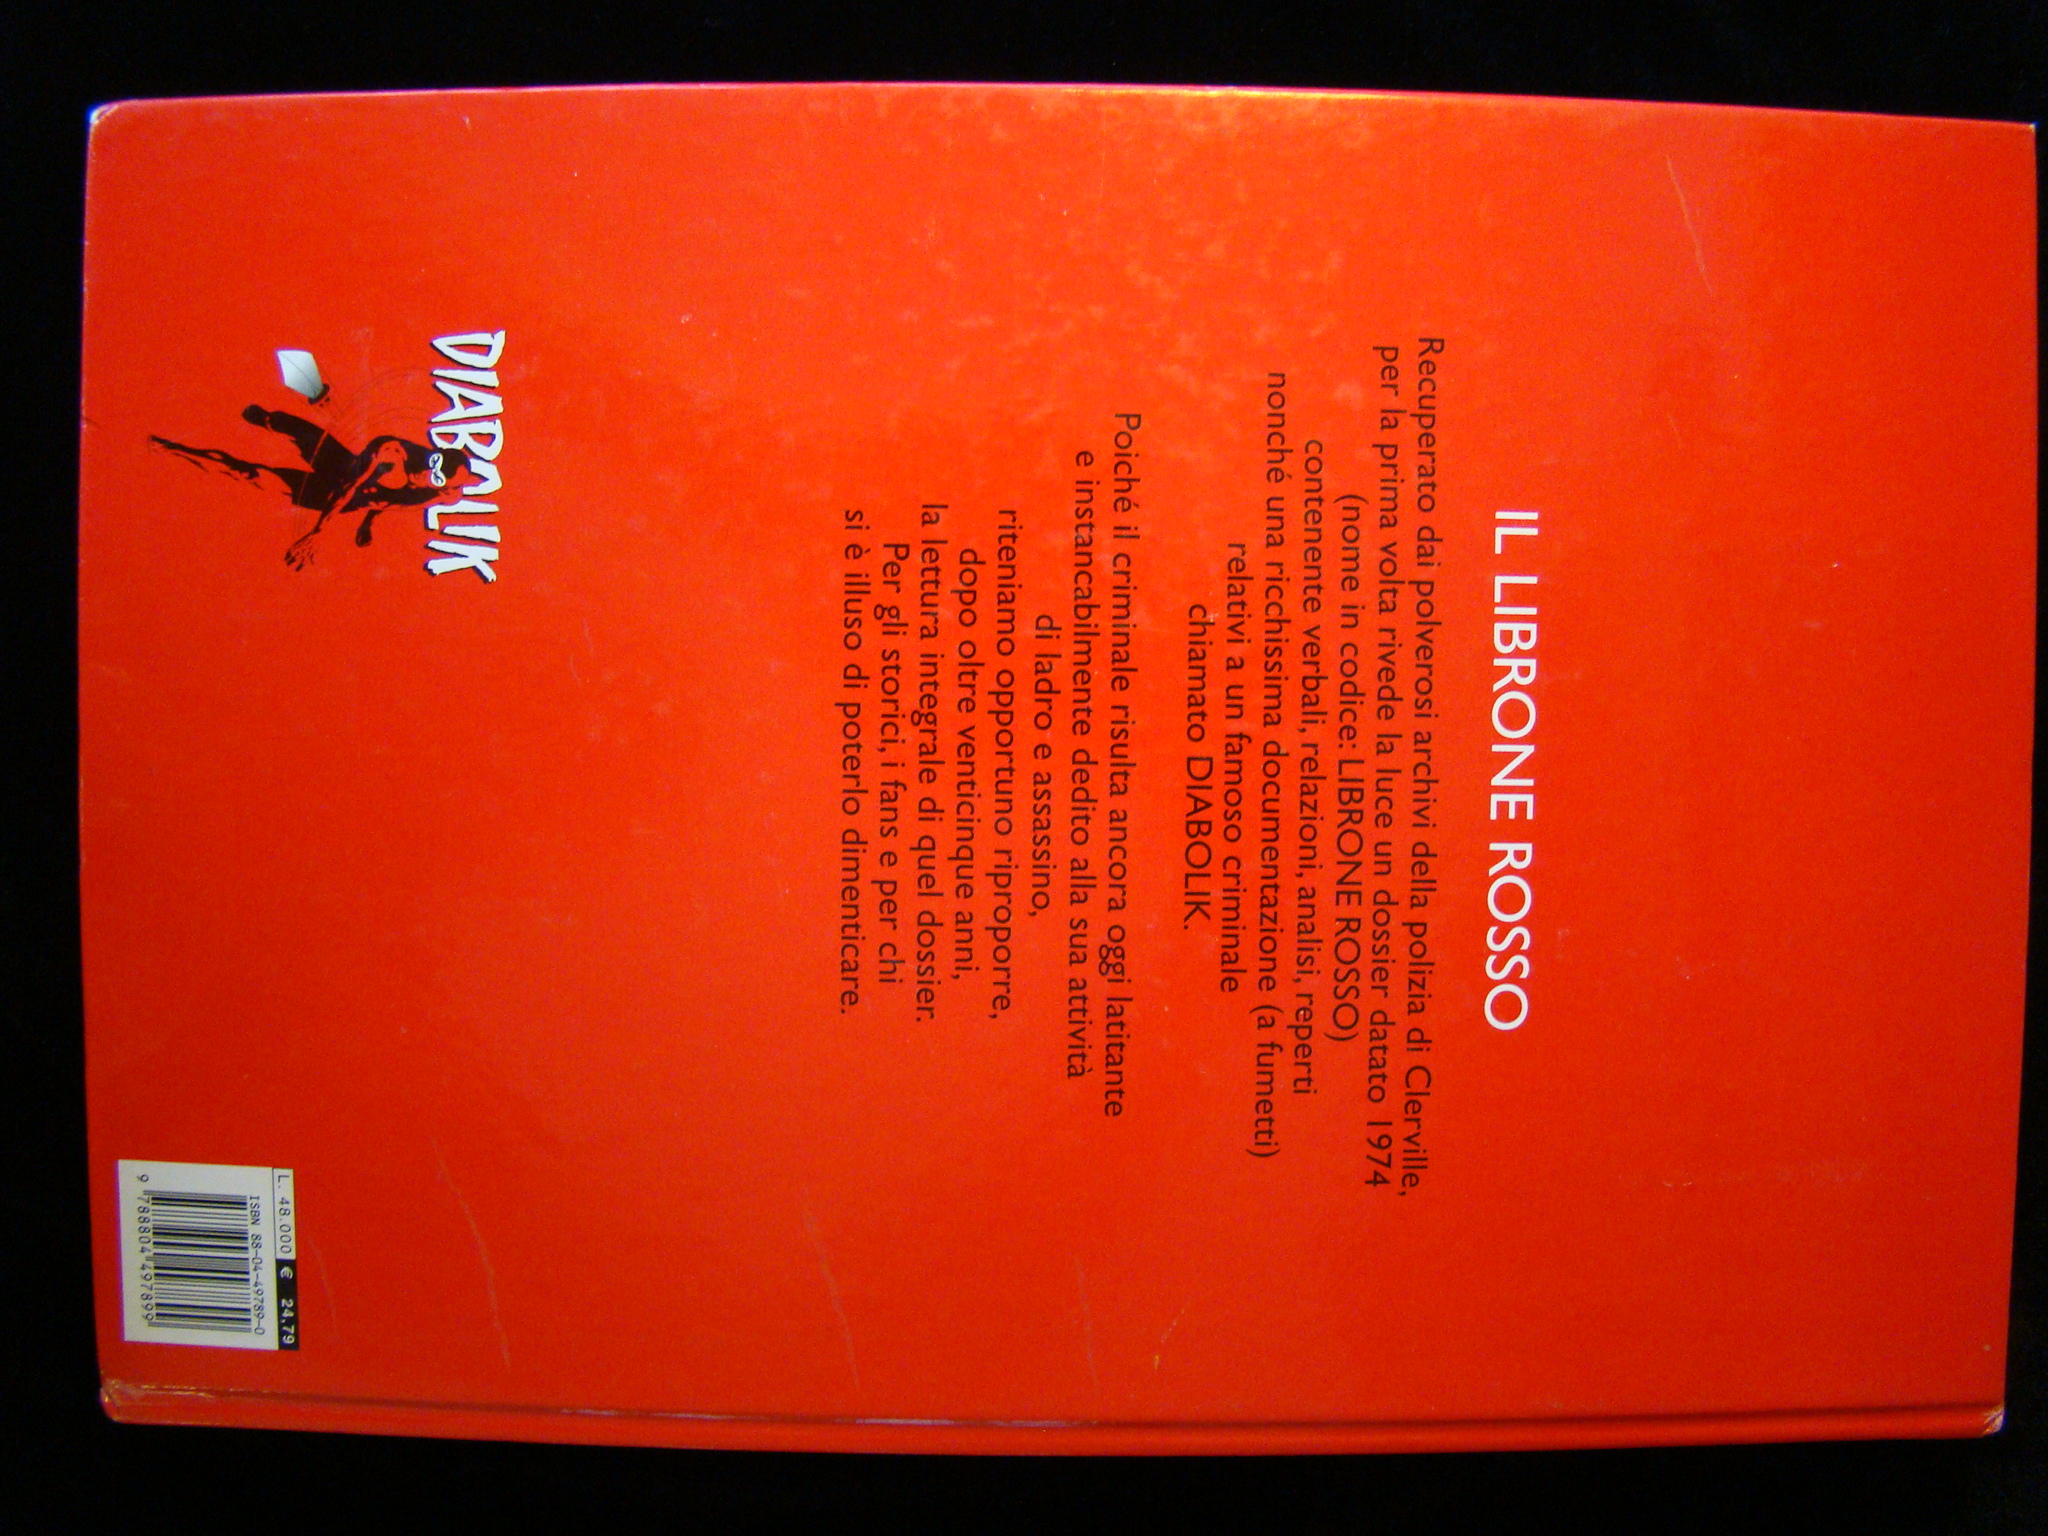 IL LIBRONE ROSSO
Recuperato dai polverosi archivi della polizia di Clerville,
per la prima volta rivede la luce un dossier datato 1974
(nome in codice: LIBRONE ROSSO)
contenente verbali, relazioni, analisi, reperti
nonché una ricchissima documentazione (a fumetti)
relativi a un famoso criminale
chiamato DIABOLIK.
Poiché il criminale risulta ancora oggi latitante
e instancabilmente dedito alla sua attività
di ladro e assassino,
riteniamo opportuno riproporre,
dopo oltre venticinque anni,
la lettura integrale di quel dossier.
Per gli storici, i fans e per chi
si è illuso di poterlo dimenticare.
DIABOLIK
L. 48.000 € 24,79
ISBN 88-04-49789-0
9 788804 497899